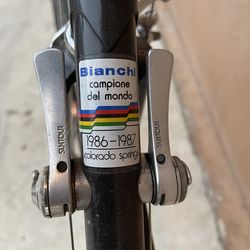 Bianchi
campione
del mondo
1986-1987
colorado springs
SUNTOUR
SUNTOUR